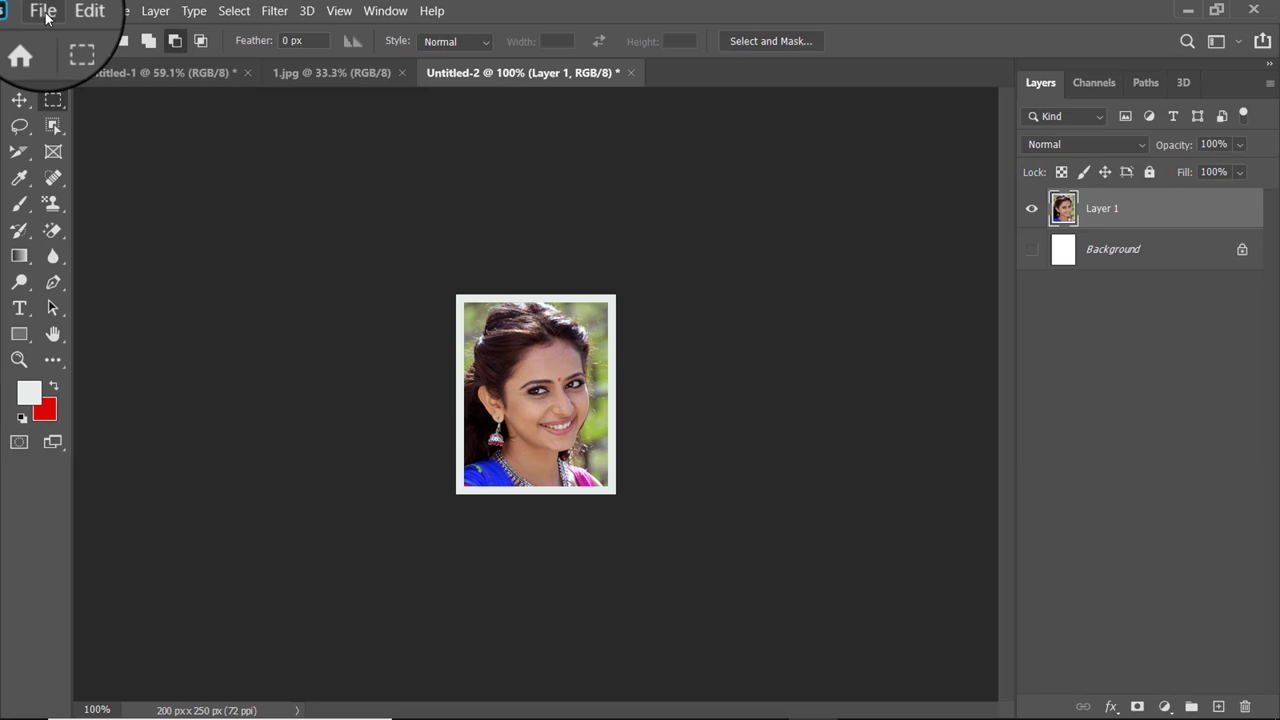 File Edit Layer Type Select Filter 3D View Window Help
Feather: 0 px Style: Normal Width: Height: Select and Mask...
titled-1 @ 59.1% (RGB/8) * 1.jpg @ 33.3% (RGB/8) Untitled-2 @ 100% (Layer 1, RGB/8) *
Layers Channels Paths 3D
Kind
Normal Opacity: 100%
Lock: Fill: 100%
Layer 1
Background
100% 200 px x 250 px (72 ppi)